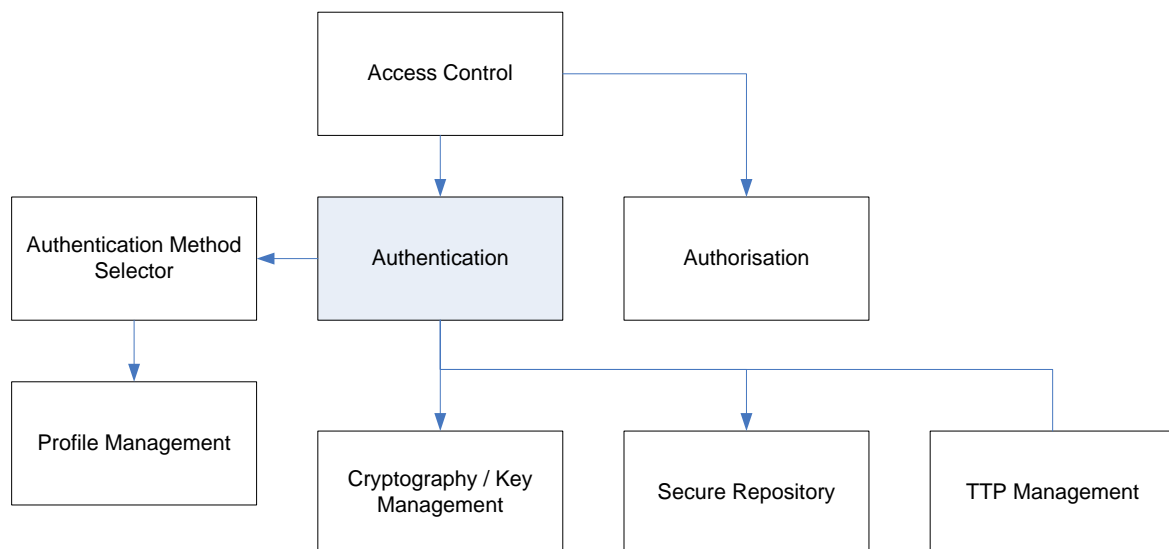 Access Control
Authentication Method
Selector
Authentication
Authorisation
Profile Management
Cryptography / Key
Management
Secure Repository
TTP Management